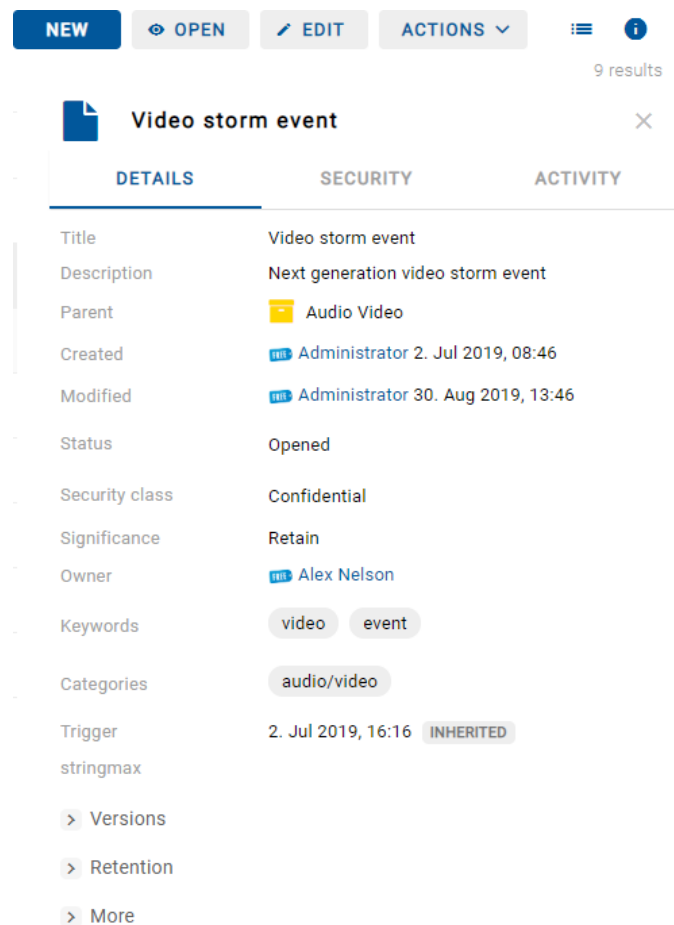 NEW OPEN EDIT ACTIONS
9 results
Video storm event
DETAILS SECURITY ACTIVITY
Title Video storm event
Description Next generation video storm event
Parent Audio Video
Created FREE Administrator 2. Jul 2019, 08:46
Modified FREE Administrator 30. Aug 2019, 13:46
Status Opened
Security class Confidential
Significance Retain
Owner FREE Alex Nelson
Keywords video event
Categories audio/video
Trigger 2. Jul 2019, 16:16 INHERITED
stringmax
Versions
Retention
More